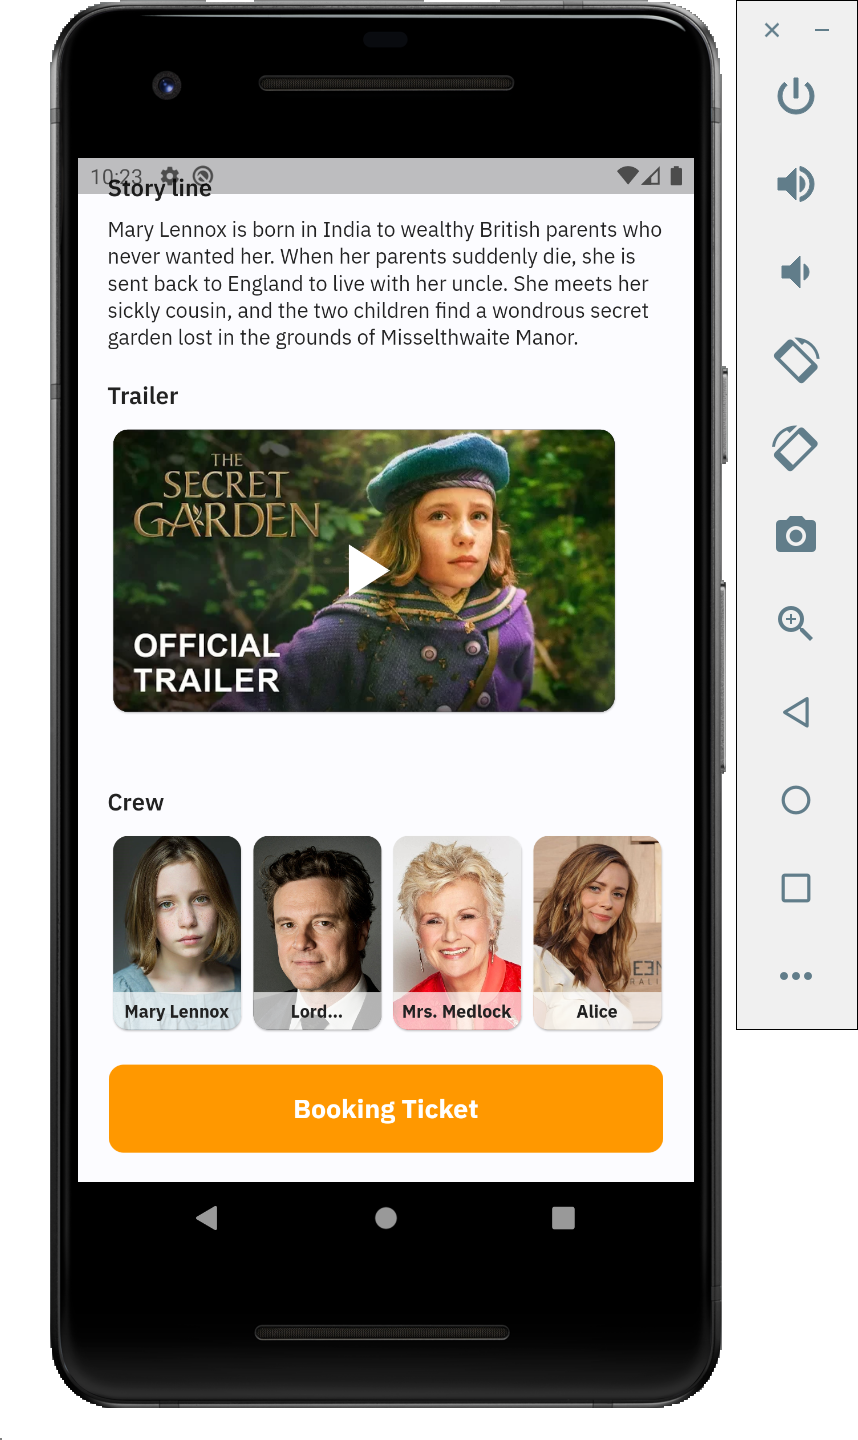 10:23
Story line
Mary Lennox is born in India to wealthy British parents who
never wanted her. When her parents suddenly die, she is
sent back to England to live with her uncle. She meets her
sickly cousin, and the two children find a wondrous secret
garden lost in the grounds of Misselthwaite Manor.
Trailer
THE
SECRET
GARDEN
OFFICIAL
TRAILER
Crew
Mary Lennox
Lord...
Mrs. Medlock
Alice
Booking Ticket